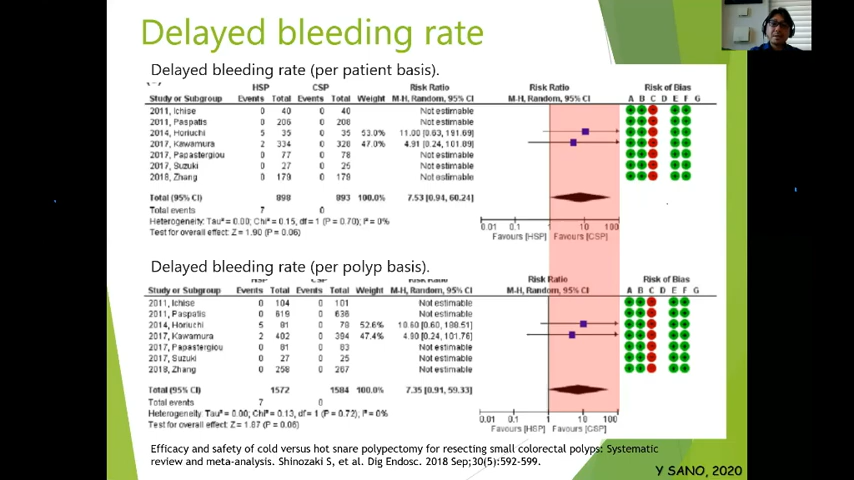 Delayed bleeding rate
Delayed bleeding rate (per patient basis).
HSP CSP Risk Ratio Risk Ratio Risk of Bias
Study or Subgroup Events Total Events Total Weight M-H, Random, 95% CI M-H, Random, 95% CI A B C D E F G
2011, Ichise 0 40 0 40 Not estimable
2011, Paspatis 0 206 0 208 Not estimable
2014, Horiuchi 5 35 0 35 53.0% 11.00 [0.63, 191.69]
2017, Kawamura 2 334 0 328 47.0% 4.91 [0.24, 101.89]
2017, Papastergiou 0 77 0 78 Not estimable
2017, Suzuki 0 27 0 25 Not estimable
2018, Zhang 0 179 0 179 Not estimable
Total (95% CI) 898 893 100.0% 7.53 [0.94, 60.24]
Total events 7 0
Heterogeneity: Tau² = 0.00; Chi² = 0.15, df = 1 (P = 0.70); I² = 0%
Test for overall effect: Z = 1.90 (P = 0.06)
0.01 0.1 1 10 100
Favours [HSP] Favours [CSP]
Delayed bleeding rate (per polyp basis).
HSP CSP Risk Ratio Risk Ratio Risk of Bias
Study or Subgroup Events Total Events Total Weight M-H, Random, 95% CI M-H, Random, 95% CI A B C D E F G
2011, Ichise 0 104 0 101 Not estimable
2011, Paspatis 0 619 0 636 Not estimable
2014, Horiuchi 5 81 0 78 52.6% 10.60 [0.60, 188.51]
2017, Kawamura 2 402 0 394 47.4% 4.90 [0.24, 101.76]
2017, Papastergiou 0 81 0 83 Not estimable
2017, Suzuki 0 27 0 25 Not estimable
2018, Zhang 0 258 0 267 Not estimable
Total (95% CI) 1572 1584 100.0% 7.35 [0.91, 59.33]
Total events 7 0
Heterogeneity: Tau² = 0.00; Chi² = 0.13, df = 1 (P = 0.72); I² = 0%
Test for overall effect: Z = 1.87 (P = 0.06)
0.01 0.1 1 10 100
Favours [HSP] Favours [CSP]
Efficacy and safety of cold versus hot snare polypectomy for resecting small colorectal polyps: Systematic
review and meta-analysis. Shinozaki S, et al. Dig Endosc. 2018 Sep;30(5):592-599.
Y SANO, 2020